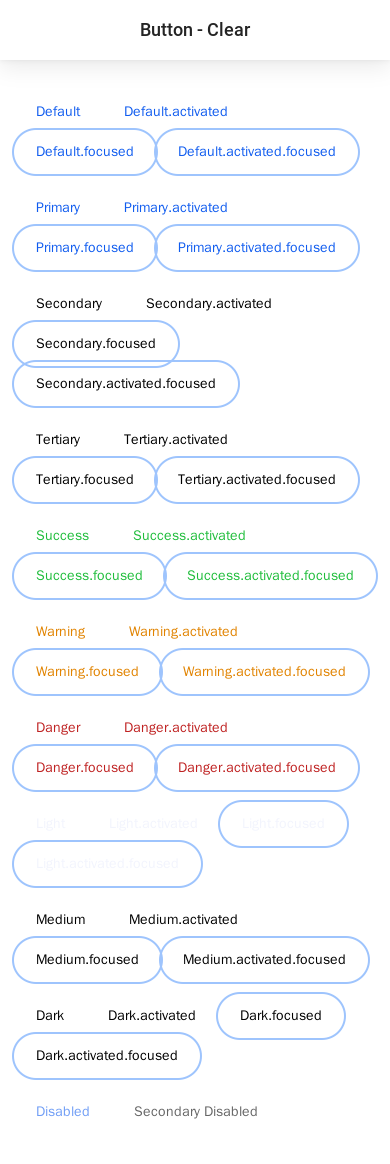 Button - Clear
Default Default.activated
Default.focused Default.activated.focused
Primary Primary.activated
Primary.focused Primary.activated.focused
Secondary Secondary.activated
Secondary.focused
Secondary.activated.focused
Tertiary Tertiary.activated
Tertiary.focused Tertiary.activated.focused
Success Success.activated
Success.focused Success.activated.focused
Warning Warning.activated
Warning.focused Warning.activated.focused
Danger Danger.activated
Danger.focused Danger.activated.focused
Light Light.activated Light.focused
Light.activated.focused
Medium Medium.activated
Medium.focused Medium.activated.focused
Dark Dark.activated Dark.focused
Dark.activated.focused
Disabled Secondary Disabled